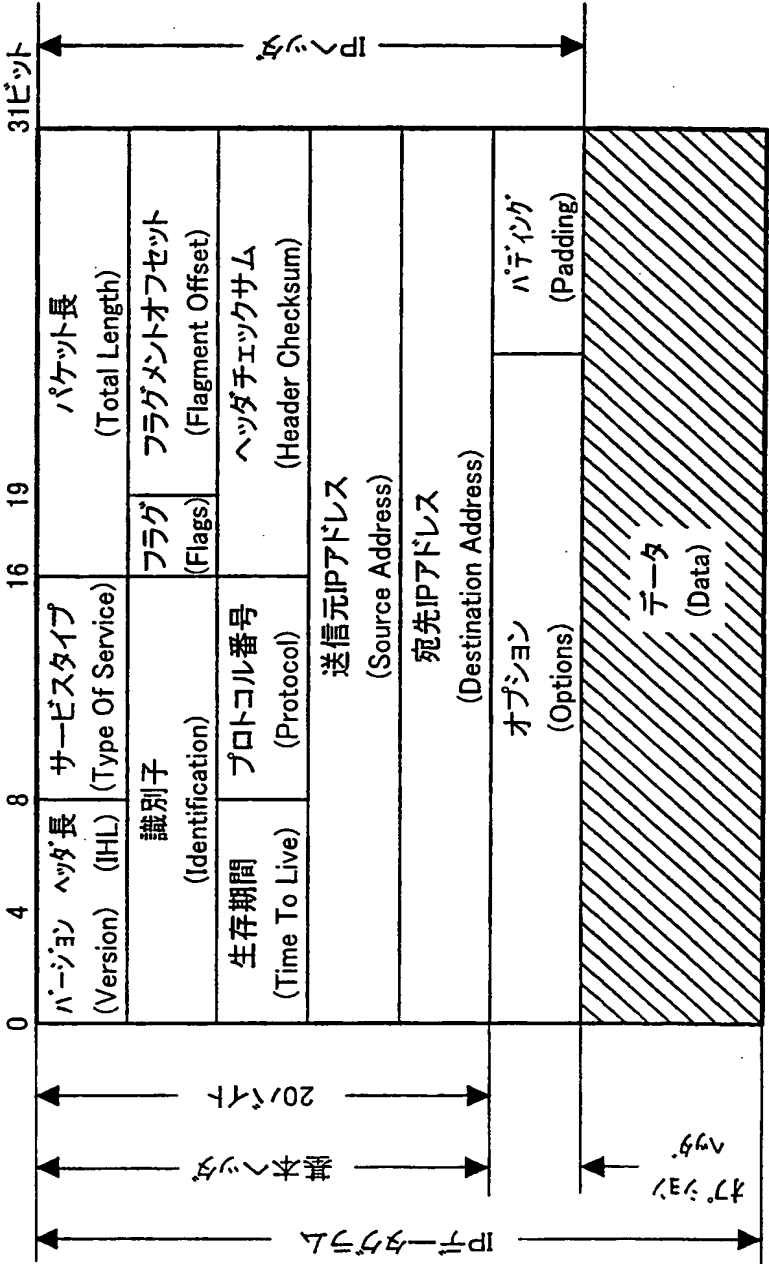 0 4 8 16 19 31ビット
バージョン ヘッダ長 サービスタイプ パケット長
(Version) (IHL) (Type Of Service) (Total Length)
識別子 フラグ フラグメントオフセット
(Identification) (Flags) (Flagment Offset)
生存期間 プロトコル番号 ヘッダチェックサム
(Time To Live) (Protocol) (Header Checksum)
送信元IPアドレス
(Source Address)
宛先IPアドレス
(Destination Address)
オプション パディング
(Options) (Padding)
データ
(Data)
IPヘッダ
20バイト
基本ヘッダ
オプション
ヘッダ
IPデータグラム